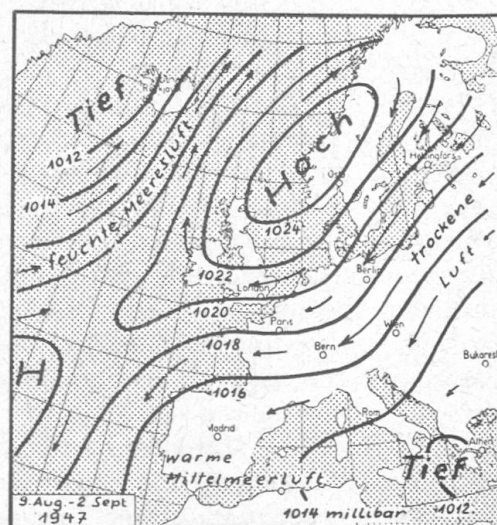 Tief
1012
1014
feuchte Meeresluft
Hoch
1024
Oslo
Helsingfors
1022
London
Berlin
trockene
Luft
1020
Paris
1018
Bern
Wien
Bukarest
H
1016
Madrid
Rom
Athen
warme
Mittelmeerluft
Tief
9. Aug.-2 Sept
1947
1014 millibar
1012